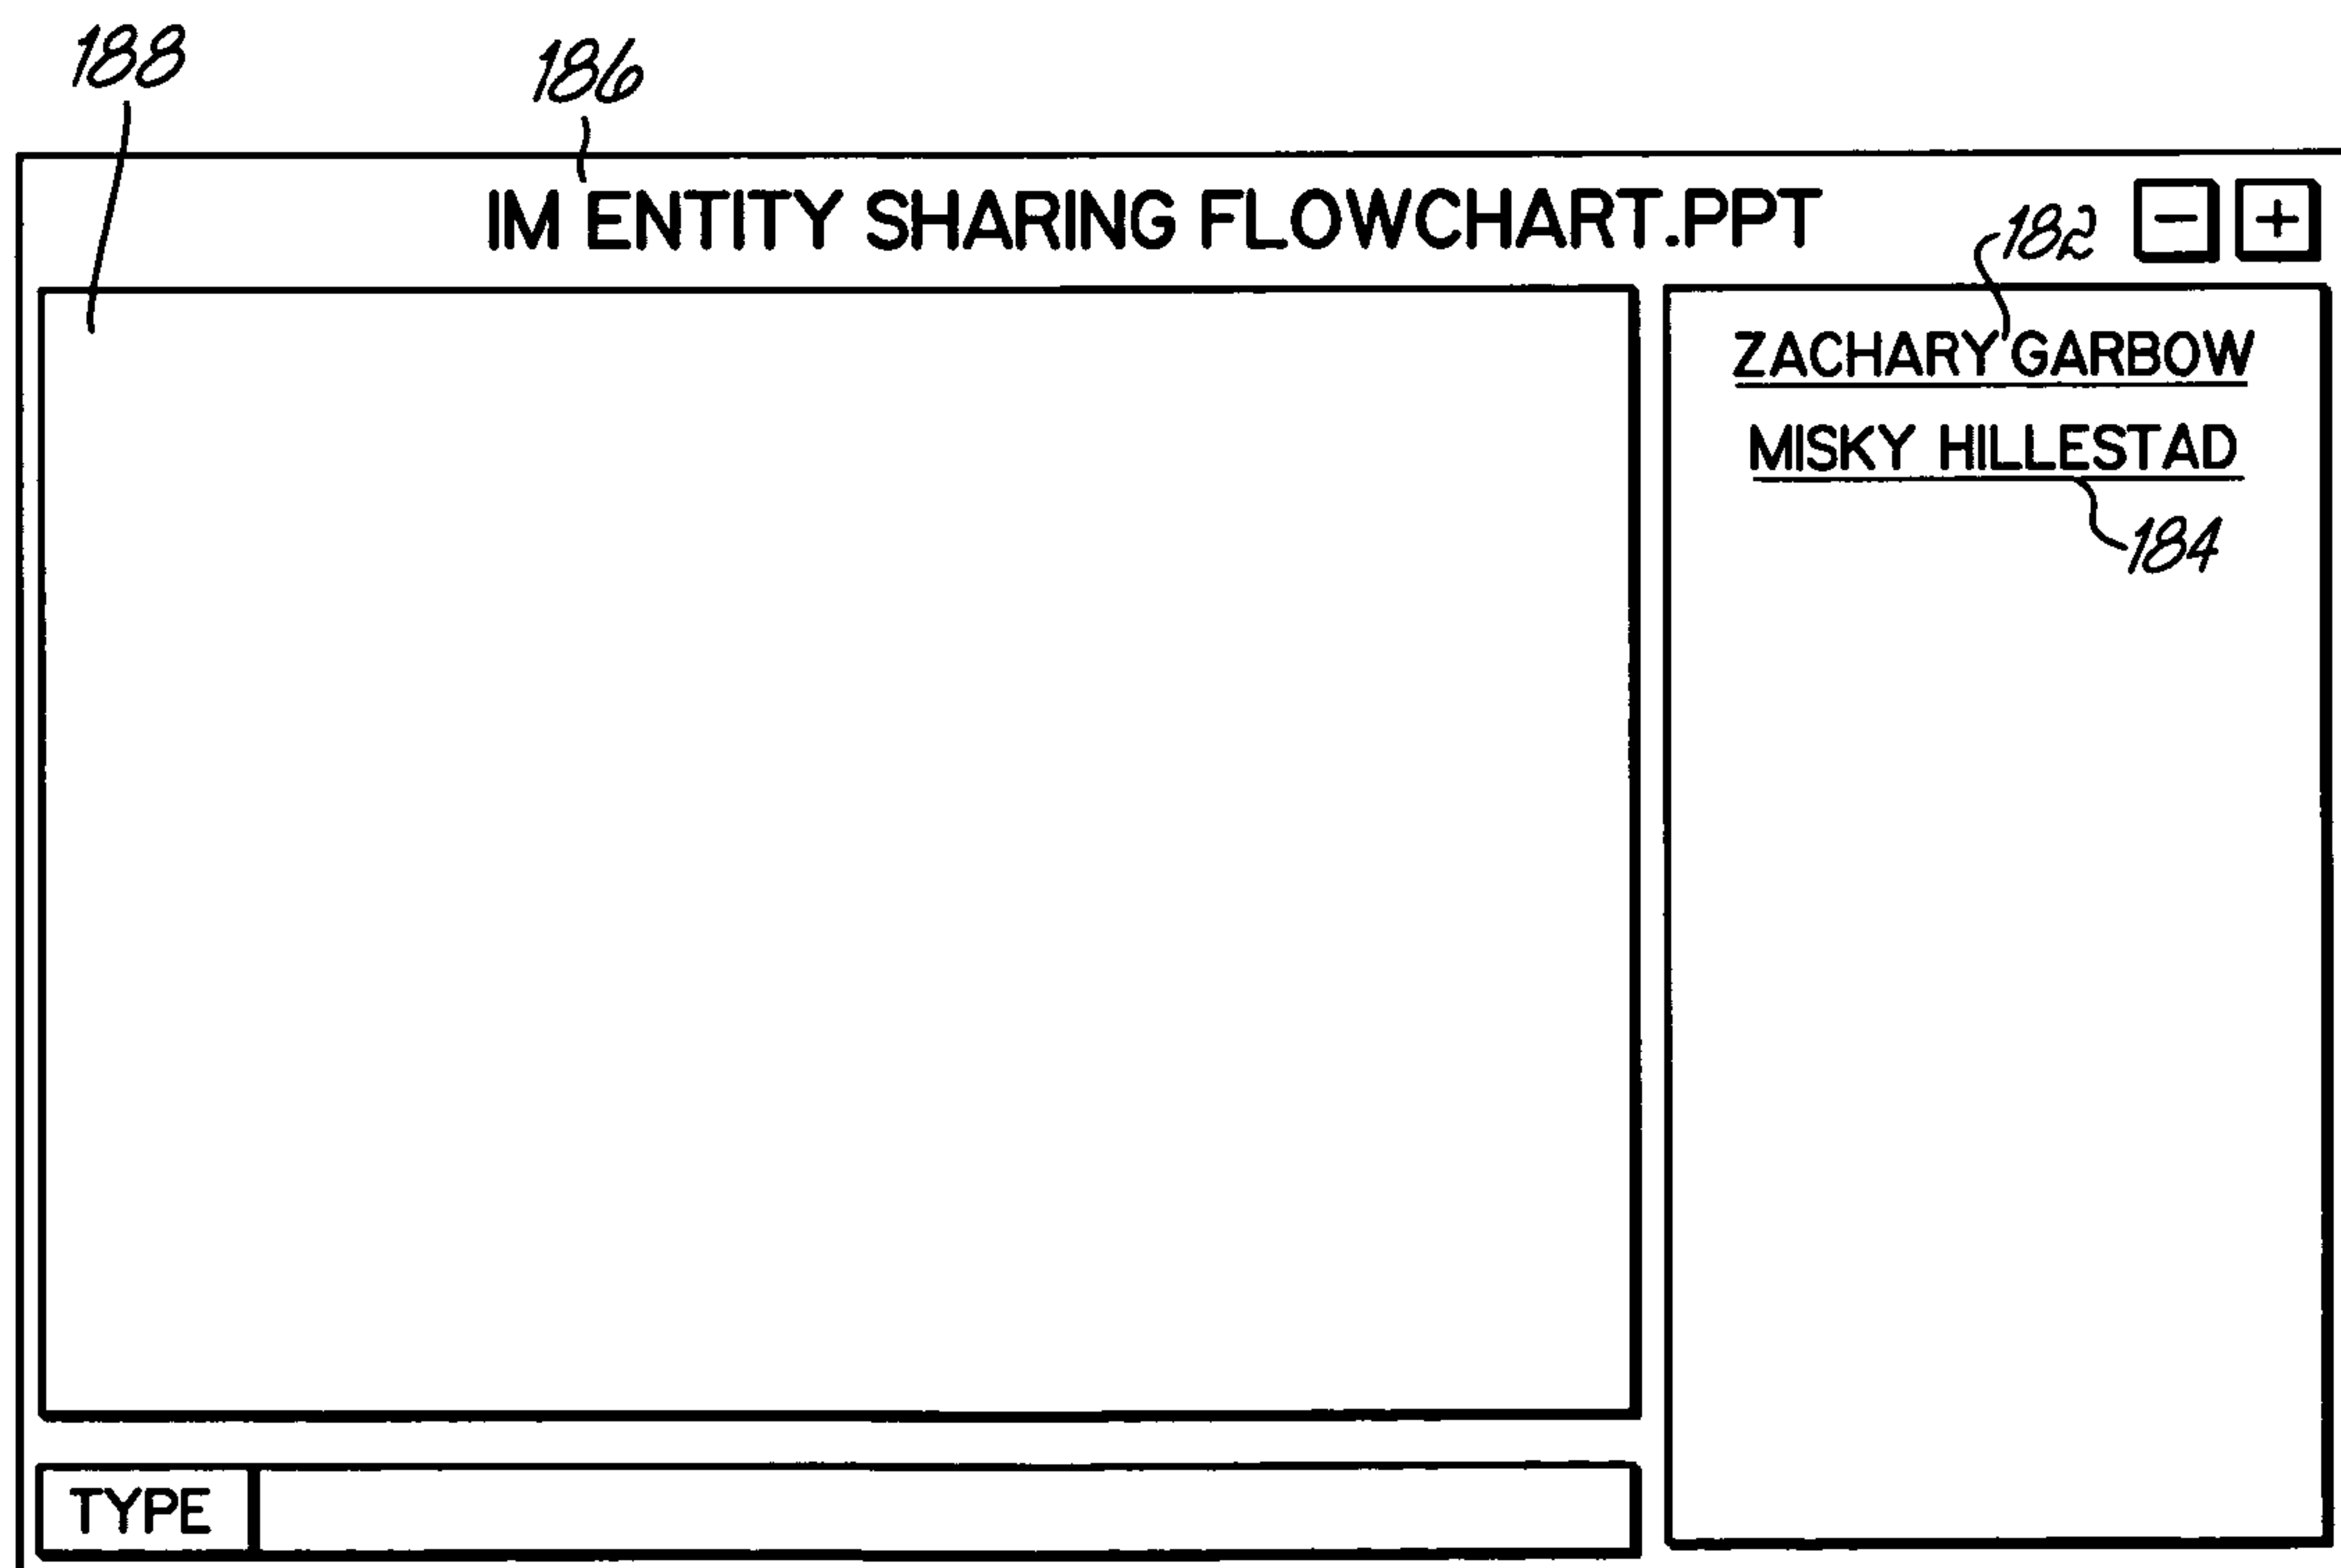 188
186
IM ENTITY SHARING FLOWCHART.PPT
182
- +
ZACHARY GARBOW
MISKY HILLESTAD
184
TYPE